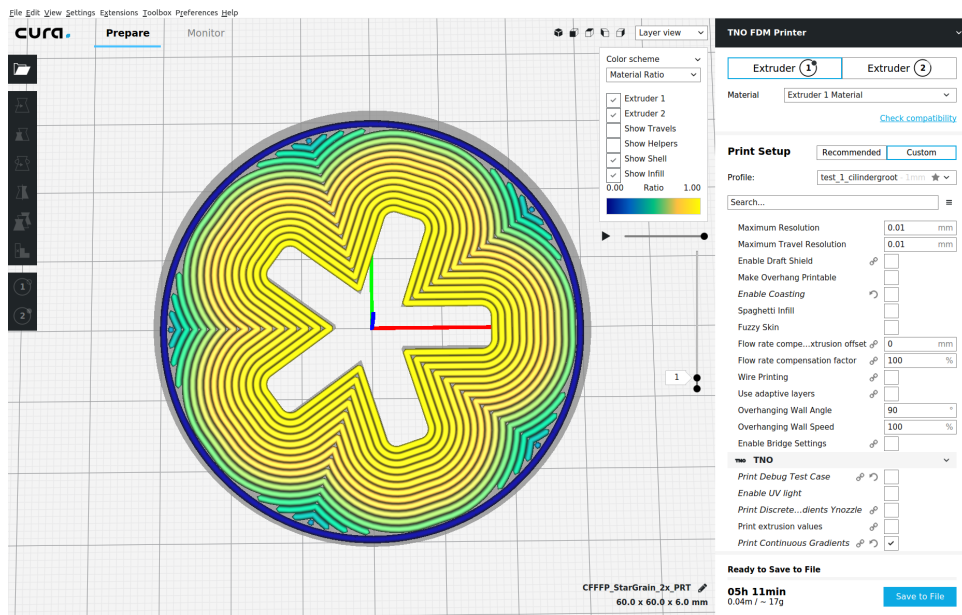 File Edit View Settings Extensions Toolbox Preferences Help
cura.
Prepare
Monitor
Layer view
TNO FDM Printer
Color scheme
Material Ratio
Extruder 1
Extruder 2
Show Travels
Show Helpers
Show Shell
Show Infill
0.00 Ratio 1.00
1
2
1
Extruder 1
Extruder 2
Material Extruder 1 Material
Check compatibility
Print Setup Recommended Custom
Profile: test_1_cilindergroot 1mm
Search...
Maximum Resolution 0.01 mm
Maximum Travel Resolution 0.01 mm
Enable Draft Shield
Make Overhang Printable
Enable Coasting
Spaghetti Infill
Fuzzy Skin
Flow rate compe...xtrusion offset 0 mm
Flow rate compensation factor 100 %
Wire Printing
Use adaptive layers
Overhanging Wall Angle 90 °
Overhanging Wall Speed 100 %
Enable Bridge Settings
TNO TNO
Print Debug Test Case
Enable UV light
Print Discrete...dients Ynozzle
Print extrusion values
Print Continuous Gradients
Ready to Save to File
05h 11min
0.04m / ~ 17g
Save to File
CFFFP_StarGrain_2x_PRT
60.0 x 60.0 x 6.0 mm